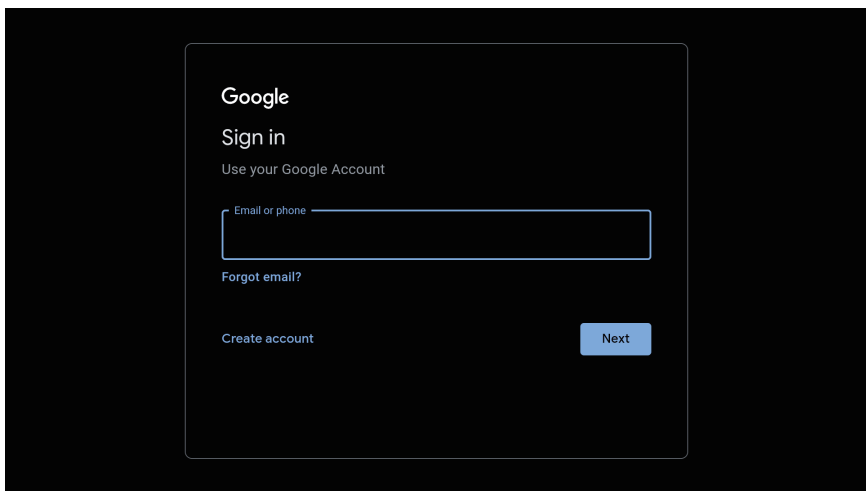 Google
Sign in
Use your Google Account
Email or phone
Forgot email?
Create account
Next